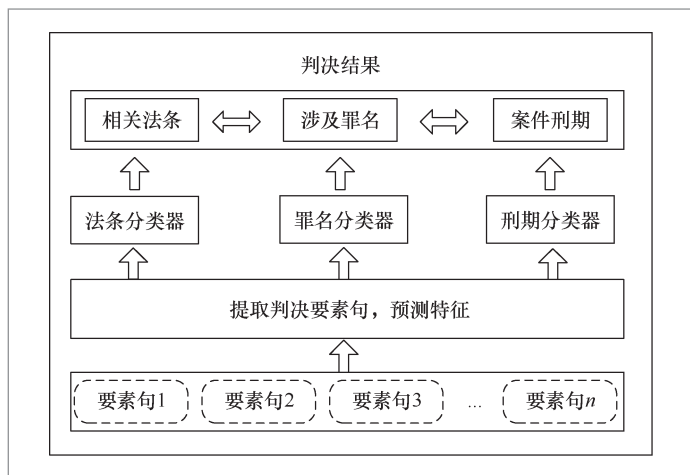 判决结果
相关法条 涉及罪名 案件刑期
法条分类器 罪名分类器 刑期分类器
提取判决要素句，预测特征
要素句1 要素句2 要素句3 … 要素句n